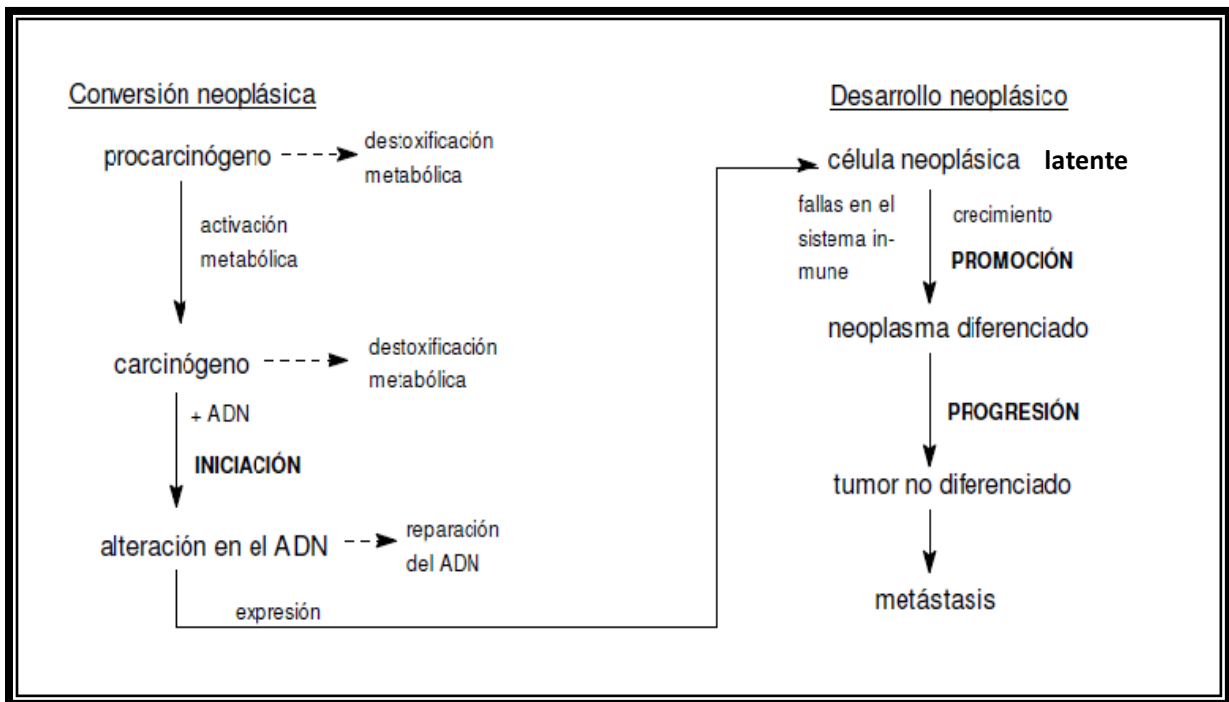 Conversión neoplásica
procarcinógeno
destoxificación
metabólica
activación
metabólica
carcinógeno
destoxificación
metabólica
+ ADN
INICIACIÓN
alteración en el ADN
reparación
del ADN
expresión
Desarrollo neoplásico
célula neoplásica latente
fallas en el
sistema in-
mune
crecimiento
PROMOCIÓN
neoplasma diferenciado
PROGRESIÓN
tumor no diferenciado
metástasis